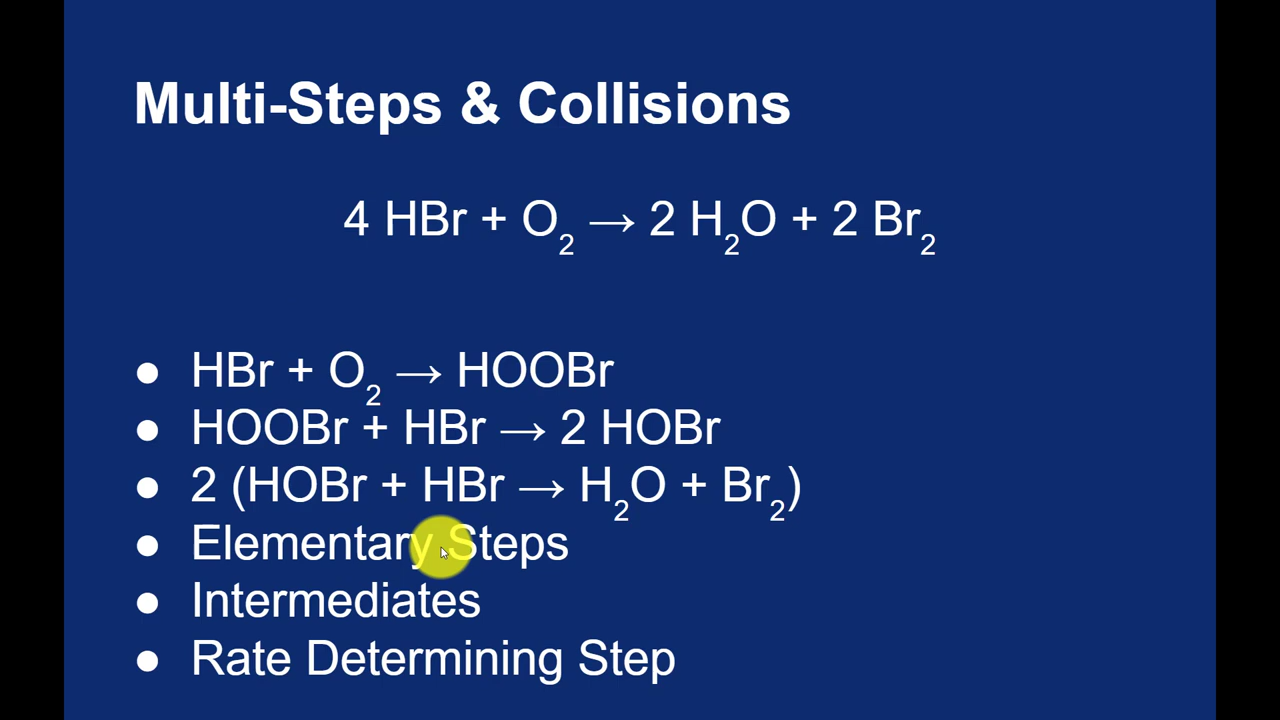 Multi-Steps & Collisions
4 HBr + O₂ → 2 H₂O + 2 Br₂
● HBr + O₂ → HOOBr
● HOOBr + HBr → 2 HOBr
● 2 (HOBr + HBr → H₂O + Br₂)
● Elementary Steps
● Intermediates
● Rate Determining Step